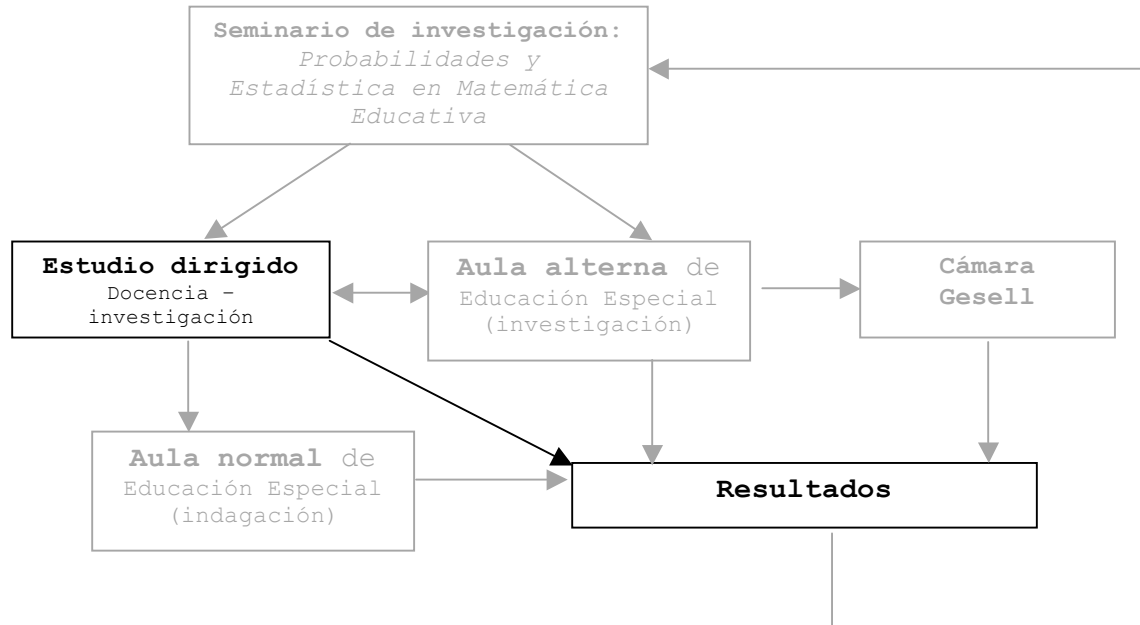 Seminario de investigación:
Probabilidades y
Estadística en Matemática
Educativa
Estudio dirigido
Docencia –
investigación
Aula alterna de
Educación Especial
(investigación)
Cámara
Gesell
Aula normal de
Educación Especial
(indagación)
Resultados